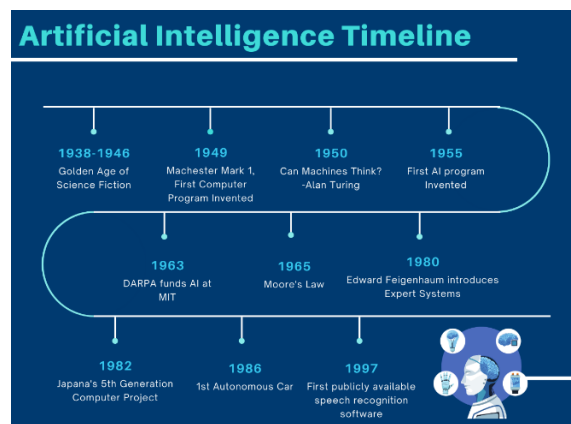 Artificial Intelligence Timeline
1938-1946
Golden Age of
Science Fiction
1949
Machester Mark 1,
First Computer
Program Invented
1950
Can Machines Think?
-Alan Turing
1955
First AI program
Invented
1963
DARPA funds AI at
MIT
1965
Moore's Law
1980
Edward Feigenhaum introduces
Expert Systems
1982
Japana's 5th Generation
Computer Project
1986
1st Autonomous Car
1997
First publicly available
speech recognition
software